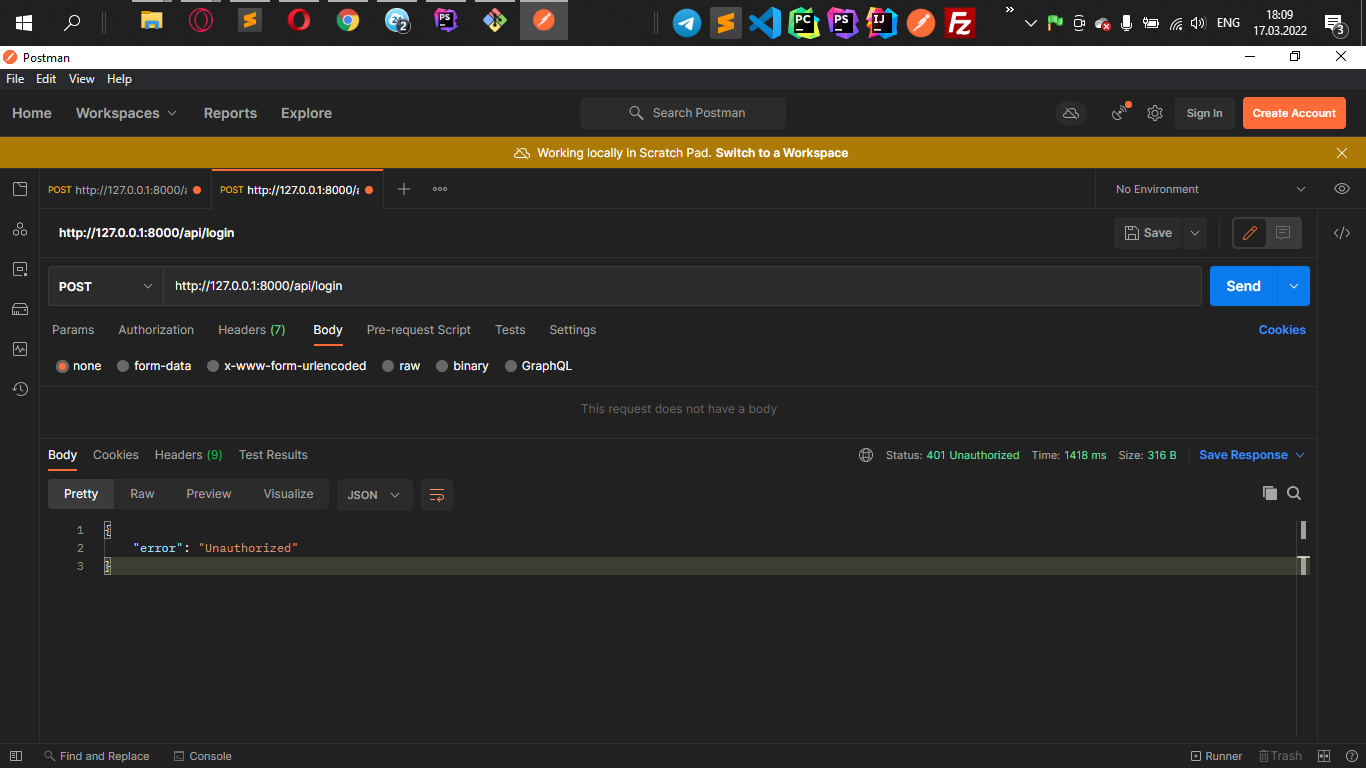 PS
2
PC
PS
IJ
Fz
»
ENG
18:09
17.03.2022
3
Postman
File Edit View Help
Home Workspaces Reports Explore
Search Postman
Sign In
Create Account
Working locally in Scratch Pad. Switch to a Workspace
POST http://127.0.0.1:8000/a
POST http://127.0.0.1:8000/a
No Environment
http://127.0.0.1:8000/api/login
Save
POST http://127.0.0.1:8000/api/login Send
Params Authorization Headers (7) Body Pre-request Script Tests Settings Cookies
none form-data x-www-form-urlencoded raw binary GraphQL
This request does not have a body
Body Cookies Headers (9) Test Results Status: 401 Unauthorized Time: 1418 ms Size: 316 B Save Response
Pretty Raw Preview Visualize JSON
1 {
2 "error": "Unauthorized"
3 }
Find and Replace Console Runner Trash